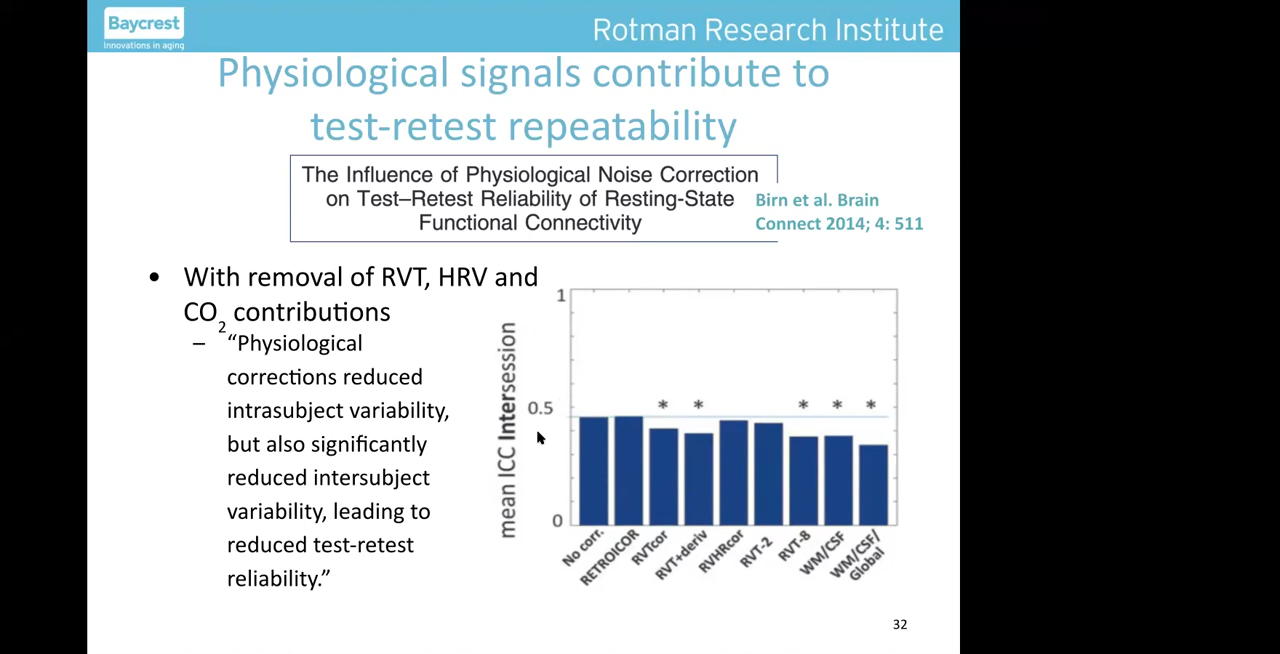 Baycrest
Innovations in aging
Rotman Research Institute
Physiological signals contribute to
test-retest repeatability
The Influence of Physiological Noise Correction
on Test–Retest Reliability of Resting-State
Functional Connectivity
Birn et al. Brain
Connect 2014; 4: 511
• With removal of RVT, HRV and
CO2 contributions
– “Physiological
corrections reduced
intrasubject variability,
but also significantly
reduced intersubject
variability, leading to
reduced test-retest
reliability.”
mean ICC Intersession
1
0.5
0
* * * * *
No corr.
RETROICOR
RVTcor
RVT+deriv
RVHRcor
RVT-2
RVT-8
WM/CSF
WM/CSF/
Global
32